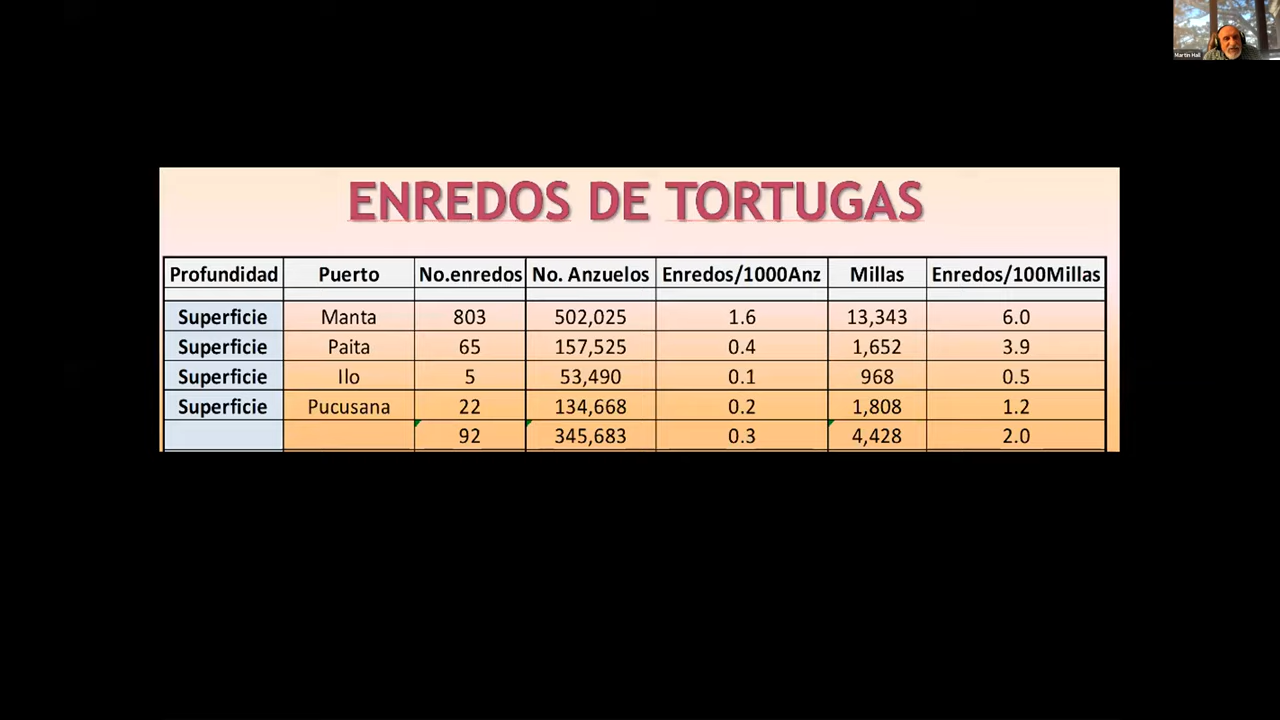 Martin Hall
ENREDOS DE TORTUGAS
Profundidad Puerto No.enredos No. Anzuelos Enredos/1000Anz Millas Enredos/100Millas
Superficie Manta 803 502,025 1.6 13,343 6.0
Superficie Paita 65 157,525 0.4 1,652 3.9
Superficie Ilo 5 53,490 0.1 968 0.5
Superficie Pucusana 22 134,668 0.2 1,808 1.2
92 345,683 0.3 4,428 2.0